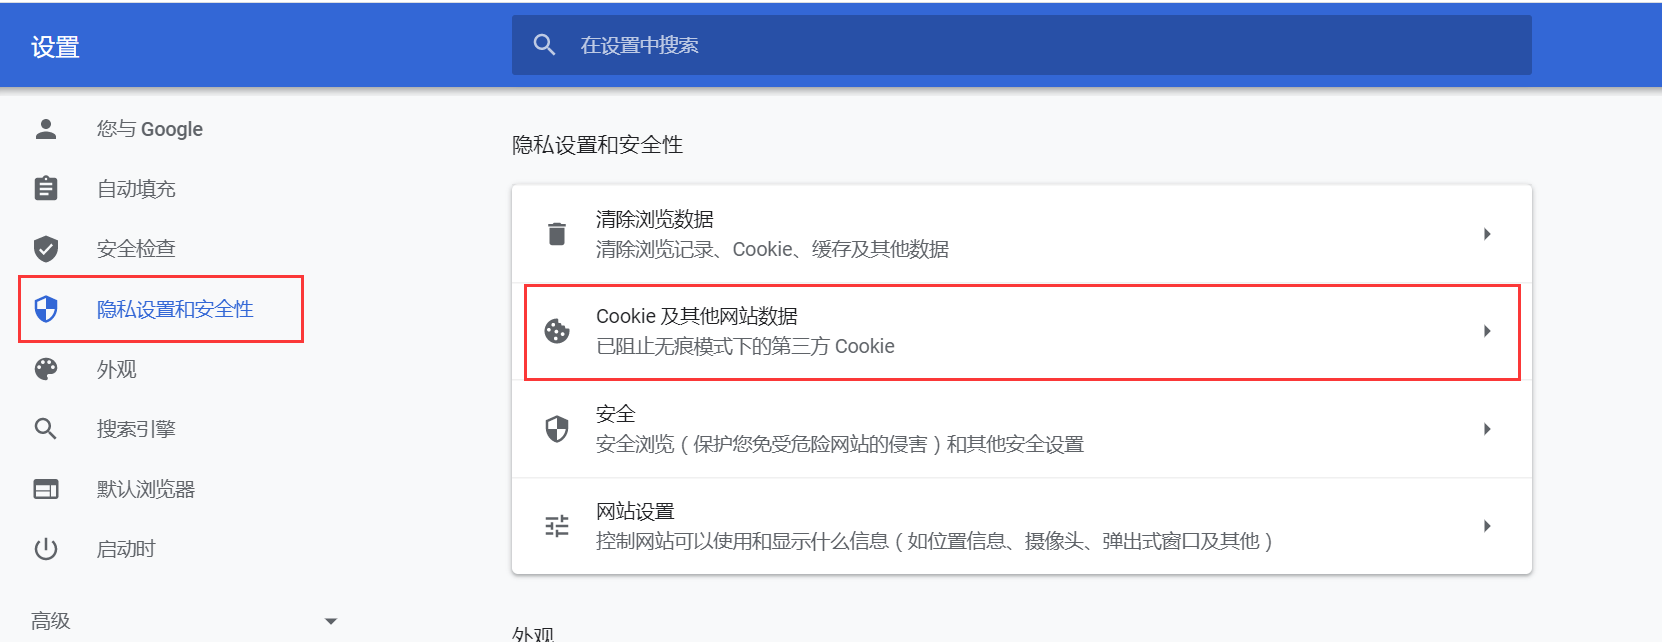 设置
在设置中搜索
您与 Google
自动填充
安全检查
隐私设置和安全性
外观
搜索引擎
默认浏览器
启动时
高级
隐私设置和安全性
清除浏览数据
清除浏览记录、Cookie、缓存及其他数据
Cookie 及其他网站数据
已阻止无痕模式下的第三方 Cookie
安全
安全浏览（保护您免受危险网站的侵害）和其他安全设置
网站设置
控制网站可以使用和显示什么信息（如位置信息、摄像头、弹出式窗口及其他）
外观